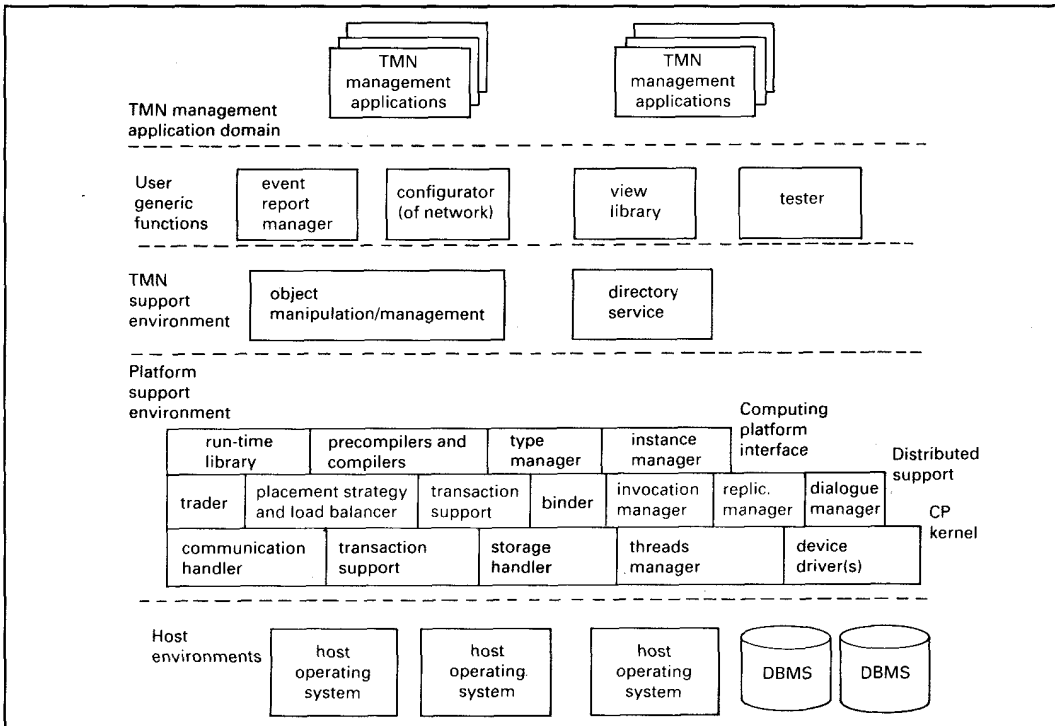 TMN
management
applications
TMN
management
applications
TMN management
application domain
User
generic
functions
event
report
manager
configurator
(of network)
view
library
tester
TMN
support
environment
object
manipulation/management
directory
service
Platform
support
environment
Computing
platform
interface
run-time
library
precompilers and
compilers
type
manager
instance
manager
Distributed
support
trader
placement strategy
and load balancer
transaction
support
binder
invocation
manager
replic.
manager
dialogue
manager
CP
kernel
communication
handler
transaction
support
storage
handler
threads
manager
device
driver(s)
Host
environments
host
operating
system
host
operating
system
host
operating
system
DBMS
DBMS